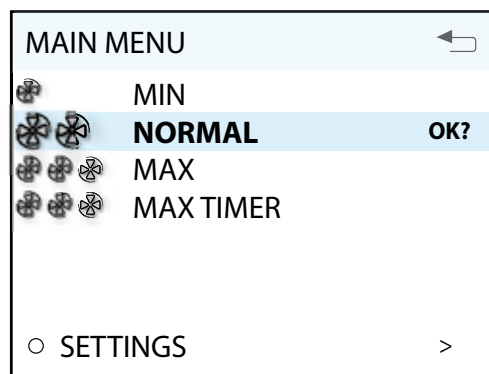 MAIN MENU
MIN
NORMAL OK?
MAX
MAX TIMER
SETTINGS >